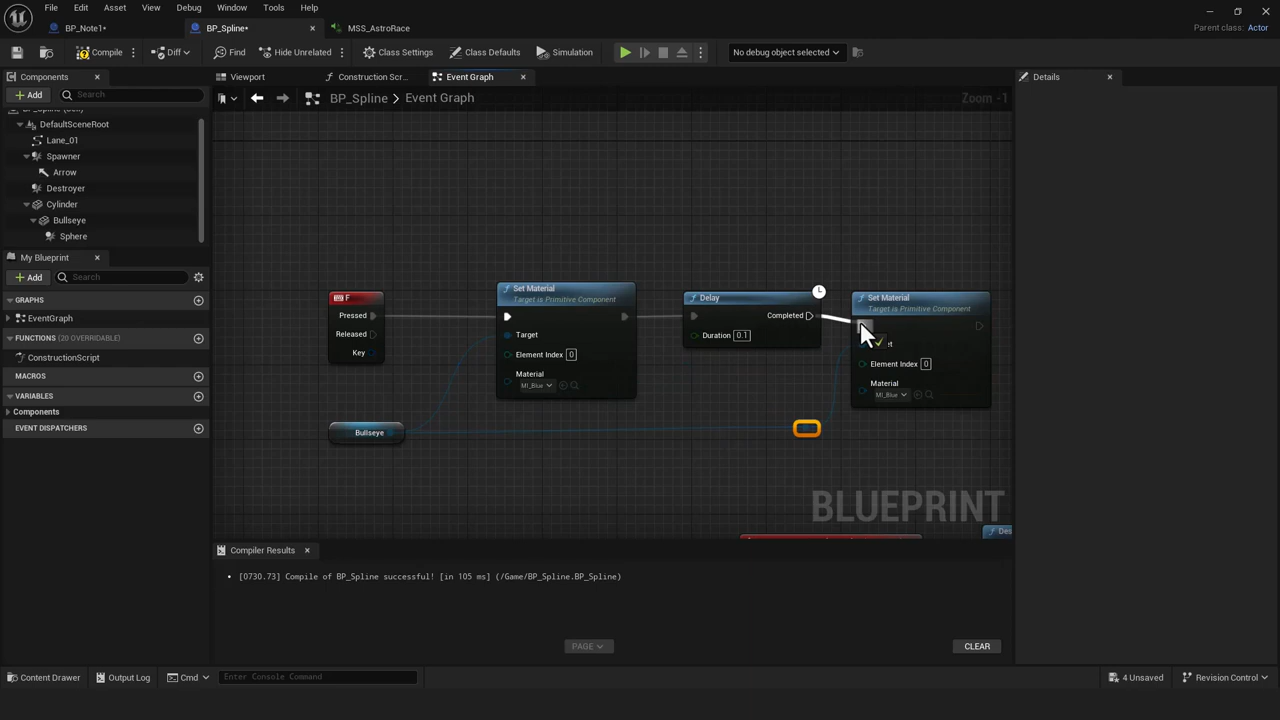 File Edit Asset View Debug Window Tools Help
BP_Note1* BP_Spline* MSS_AstroRace Parent class: Actor
Compile Diff Find Hide Unrelated Class Settings Class Defaults Simulation No debug object selected
Components
Add Search
BP_Spline (Self)
DefaultSceneRoot
Lane_01
Spawner
Arrow
Destroyer
Cylinder
Bullseye
Sphere
My Blueprint
Add Search
GRAPHS
EventGraph
FUNCTIONS (20 OVERRIDABLE)
ConstructionScript
MACROS
VARIABLES
Components
EVENT DISPATCHERS
Viewport Construction Scr... Event Graph
BP_Spline > Event Graph Zoom -1
F
Pressed
Released
Key
Bullseye
Set Material
Target is Primitive Component
Target
Element Index 0
Material
MI_Blue
Delay
Completed
Duration 0.1
Set Material
Target is Primitive Component
et
Element Index 0
Material
MI_Blue
BLUEPRINT
Des
Compiler Results
[0730.73] Compile of BP_Spline successful! [in 105 ms] (/Game/BP_Spline.BP_Spline)
PAGE
CLEAR
Details
Content Drawer Output Log Cmd Enter Console Command 4 Unsaved Revision Control